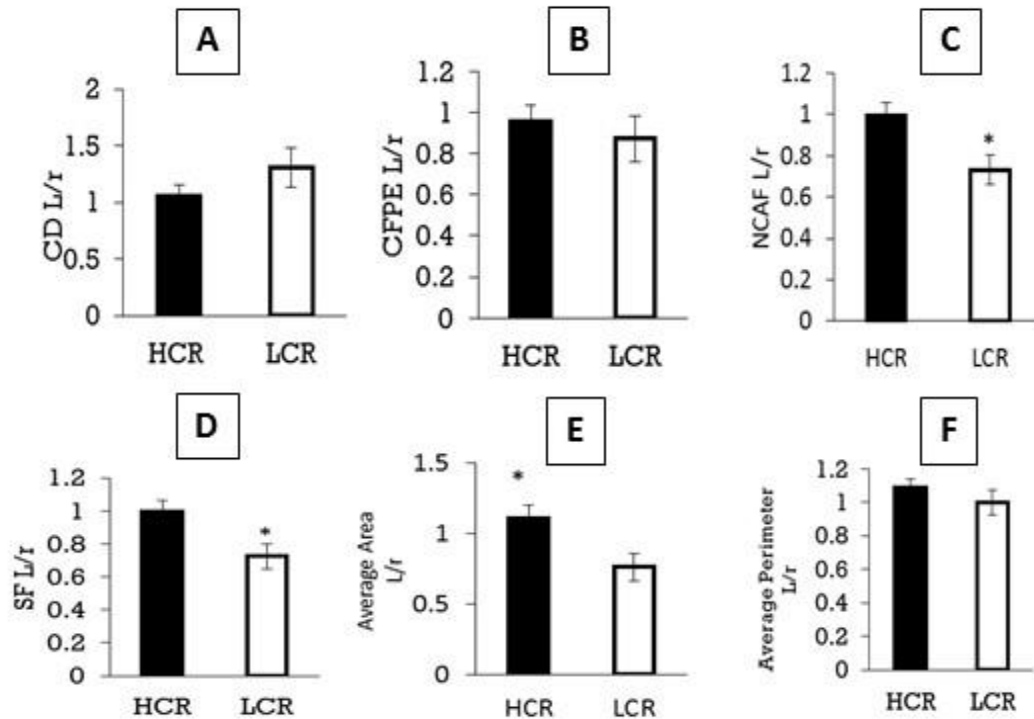 A
CD L/r
2
1.5
1
0.5
0
HCR LCR
B
CFPE L/r
1.2
1
0.8
0.6
0.4
0.2
0
HCR LCR
C
NCAF L/r
1.2
1
0.8
0.6
0.4
0.2
0
*
HCR LCR
D
SF L/r
1.2
1
0.8
0.6
0.4
0.2
0
*
HCR LCR
E
Average Area
L/r
1.5
1
0.5
0
*
HCR LCR
F
Average Perimeter
L/r
1.2
1
0.8
0.6
0.4
0.2
0
HCR LCR